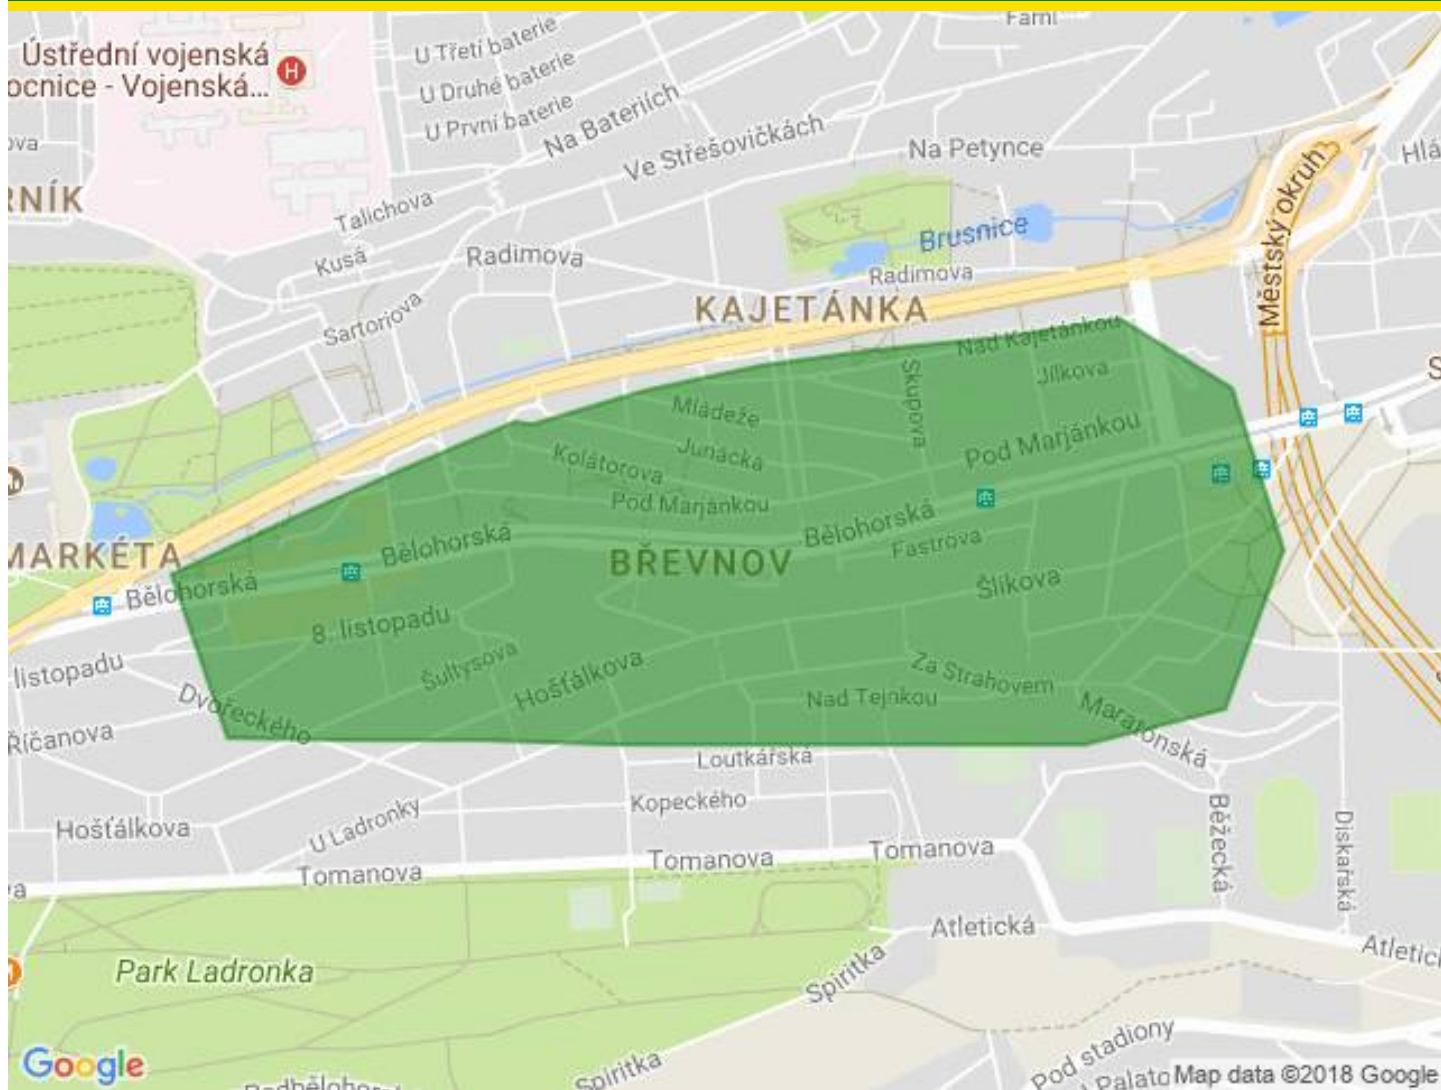 Famf
U Třetí baterie
Ústřední vojenská
ocnice - Vojenská...
H
U Druhé baterie
U První baterie
Na Bateriích
Ve Střešovičkách
Na Petynce
Hlá
ova
RNÍK
Talichova
Městský okruh
Brusnice
Kusá
Radimova
Radimova
KAJETÁNKA
Sartoriova
Nad Kajetánkou
Jílkova
Skupova
S
Mládeže
Junácká
Pod Marjánkou
Kolátorova
Pod Marjánkou
Bělohorská
Bělohorská
Fastrova
MARKÉTA
BŘEVNOV
Bělohorská
Šlikova
8. listopadu
listopadu
Šultysova
Hošťálkova
Za Strahovem
Nad Tejnkou
Dvořeckého
Maratonská
Říčanova
Loutkářská
Kopeckého
Běžecká
Diskařská
Hošťálkova
U Ladronky
Tomanova
Tomanova
Tomanova
va
Atletická
Atletic
Park Ladronka
Spiritka
Pod stadiony
Google
Spiritka
Palato
Map data ©2018 Google